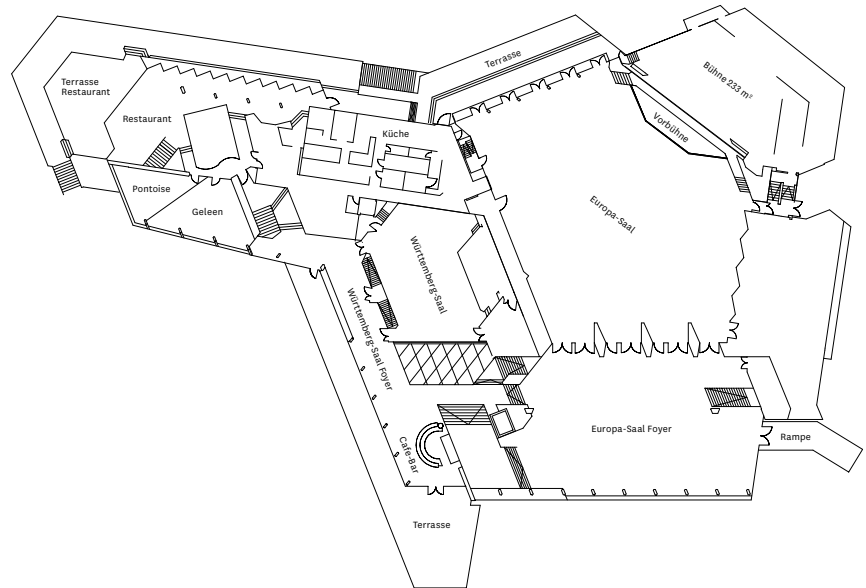 Terrasse
Bühne 233 m²
Terrasse
Restaurant
Restaurant
Vorbühne
Küche
Pontoise
Geleen
Europa-Saal
Württemberg-Saal
Württemberg-Saal Foyer
Europa-Saal Foyer
Rampe
Cafe-Bar
Terrasse